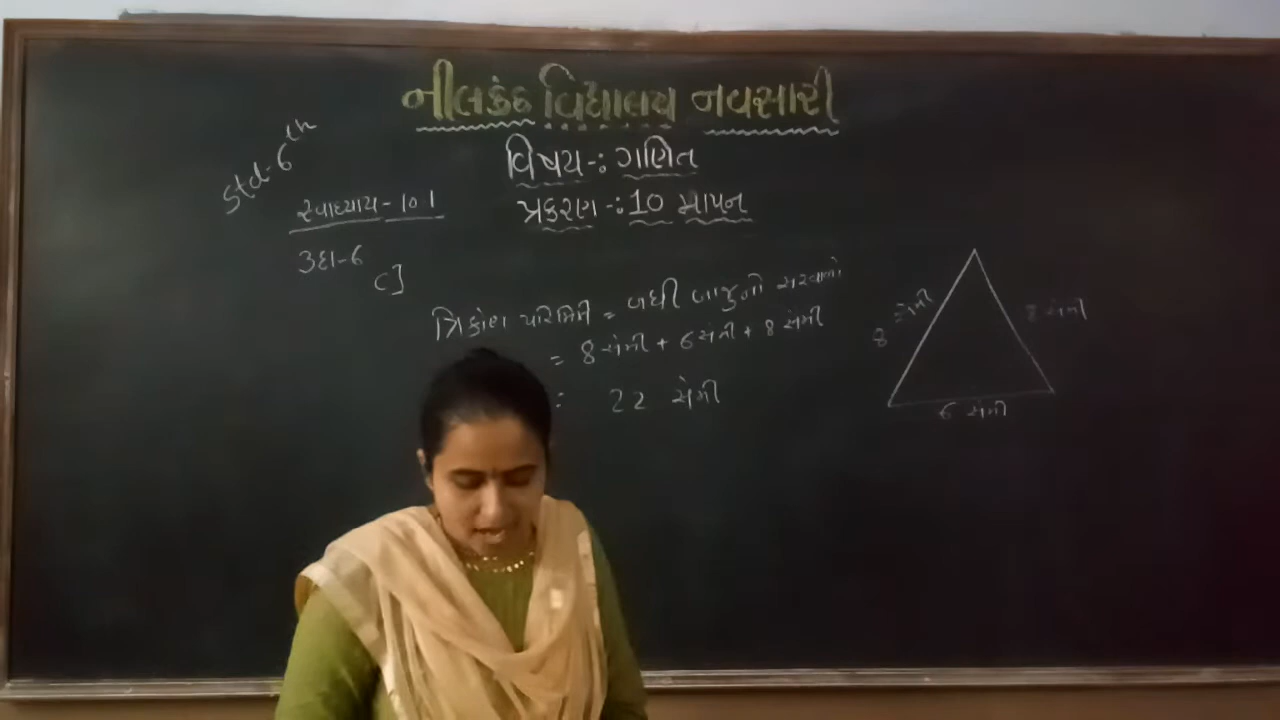 નીલકંઠ વિદ્યાલય નવસારી
Std-6th
વિષય-: ગણિત
સ્વાધ્યાય-10.1
પ્રકરણ-: 10 માપન
ઉદા-6
c]
ત્રિકોણ પરિમિતિ = બધી બાજુનો સરવાળો
= 8 સેમી + 6 સેમી + 8 સેમી
= 22 સેમી
8 સેમી
8 સેમી
6 સેમી